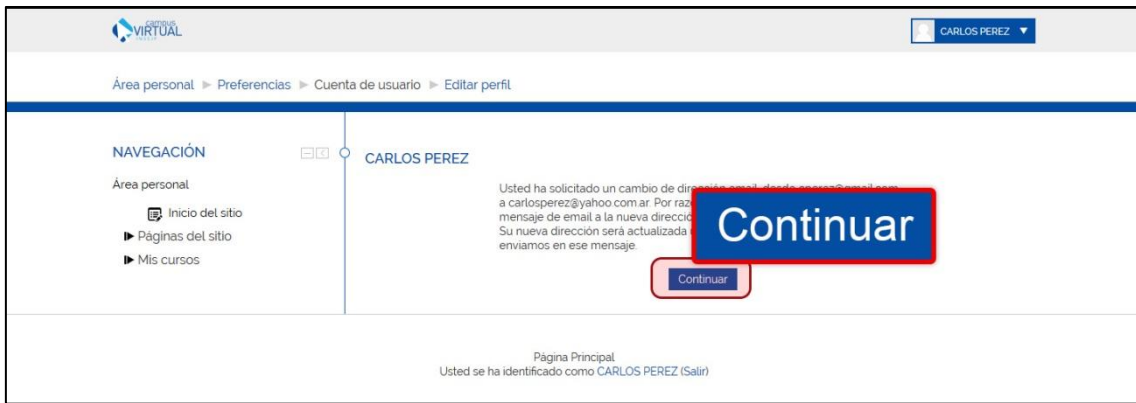 campus
VIRTUAL
CARLOS PEREZ
Área personal Preferencias Cuenta de usuario Editar perfil
NAVEGACIÓN
Área personal
Inicio del sitio
Páginas del sitio
Mis cursos
CARLOS PEREZ
Usted ha solicitado un cambio de dirección email, desde
a carlosperez@yahoo.com.ar. Por
mensaje de email a la nueva
Su nueva dirección será actualizada
enviamos en ese mensaje.
Continuar
Continuar
Página Principal
Usted se ha identificado como CARLOS PEREZ (Salir)